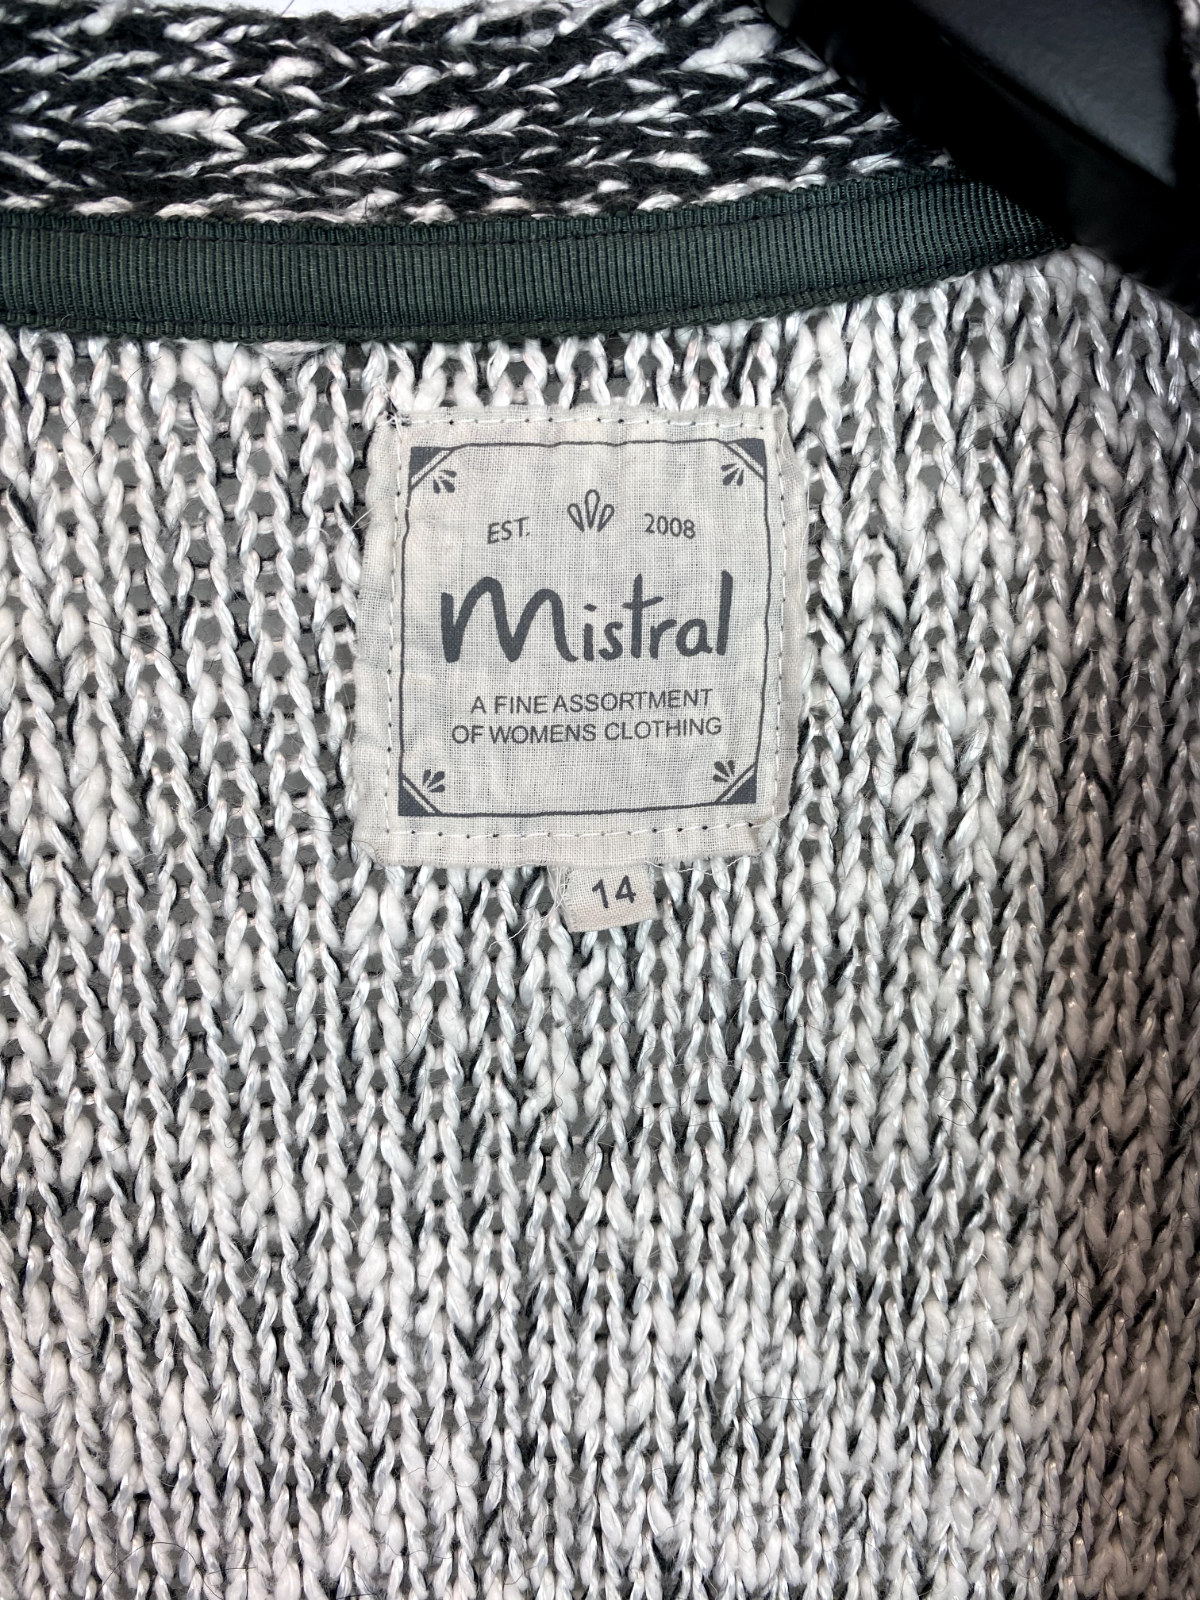 EST. 2008
Mistral
A FINE ASSORTMENT
OF WOMENS CLOTHING
14